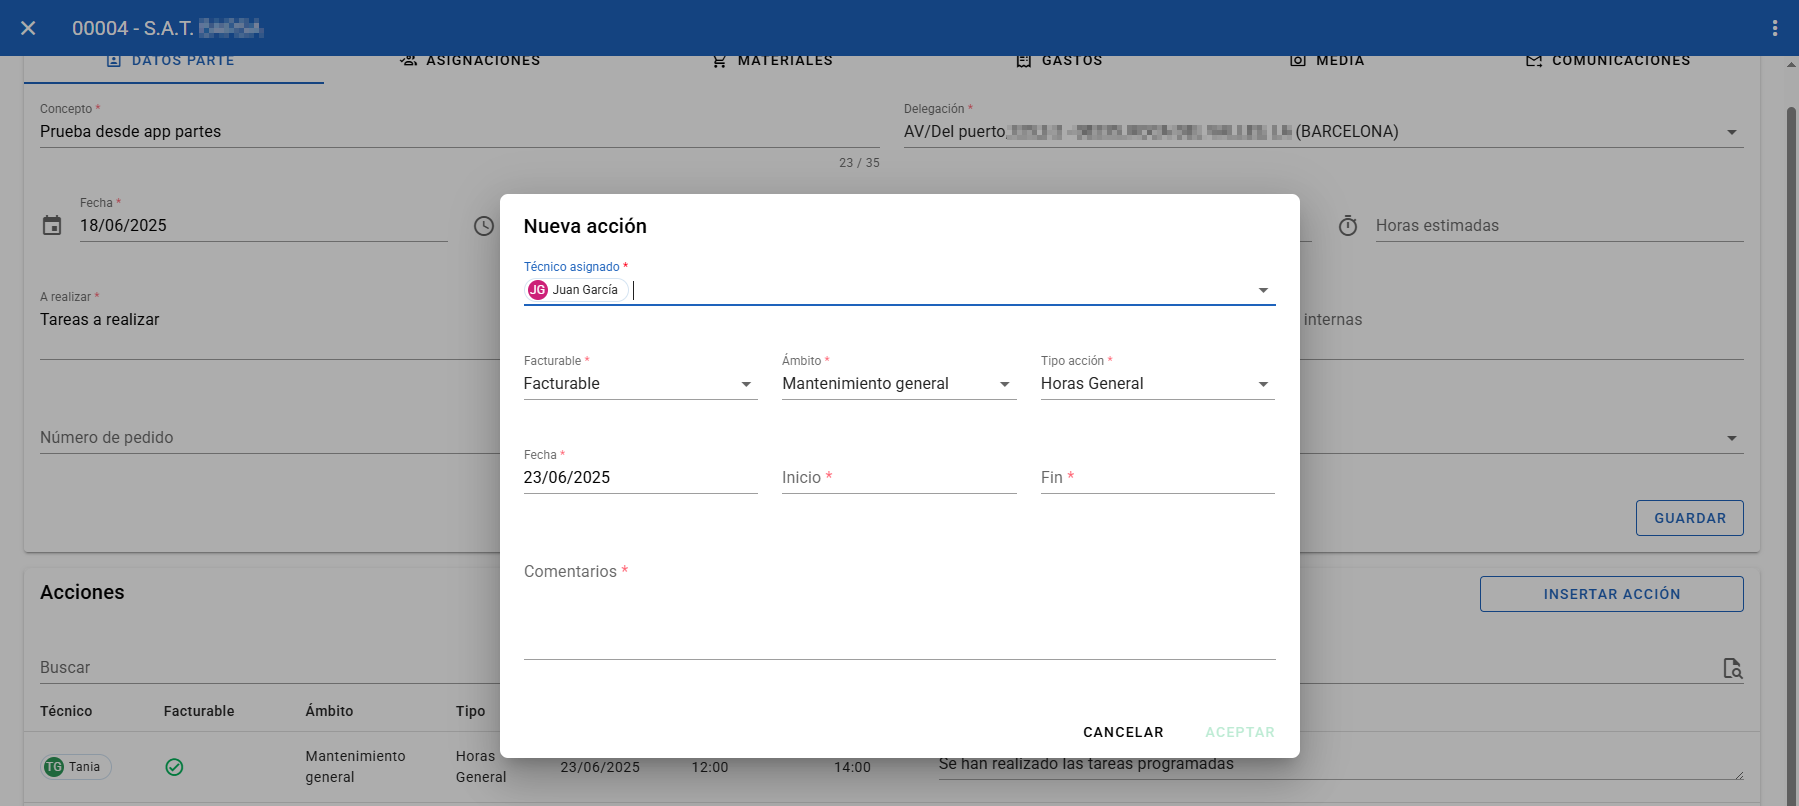 00004 - S.A.T.
DATOS PARTE
ASIGNACIONES
MATERIALES
GASTOS
MEDIA
COMUNICACIONES
Concepto *
Prueba desde app partes
23 / 35
Delegación *
AV/Del puerto (BARCELONA)
Fecha *
18/06/2025
Horas estimadas
A realizar *
Tareas a realizar
internas
Número de pedido
GUARDAR
Nueva acción
Técnico asignado *
JG Juan García
Facturable *
Facturable
Ámbito *
Mantenimiento general
Tipo acción *
Horas General
Fecha *
23/06/2025
Inicio *
Fin *
Comentarios *
CANCELAR
ACEPTAR
Acciones
INSERTAR ACCIÓN
Buscar
Técnico
Facturable
Ámbito
Tipo
TG Tania
Mantenimiento
general
Horas
General
23/06/2025
12:00
14:00
Se han realizado las tareas programadas